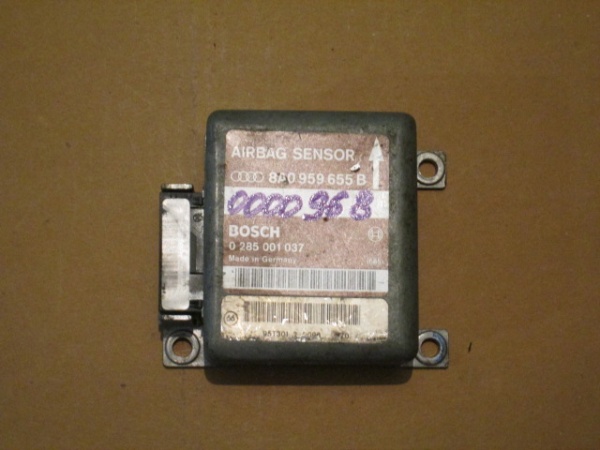 AIRBAG SENSOR
8A0 959 655 B
0000 96 B
BOSCH
0 285 001 037
Made in Germany